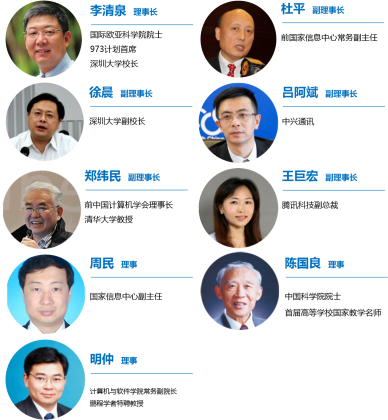 李清泉 理事长
国际欧亚科学院院士
973计划首席
深圳大学校长
杜平 副理事长
前国家信息中心常务副主任
徐晨 副理事长
深圳大学副校长
吕阿斌 副理事长
中兴通讯
郑纬民 副理事长
前中国计算机学会理事长
清华大学教授
王巨宏 副理事长
腾讯科技副总裁
周民 理事
国家信息中心副主任
陈国良 理事
中国科学院院士
首届高等学校国家教学名师
明仲 理事
计算机与软件学院常务副院长
鹏程学者特聘教授